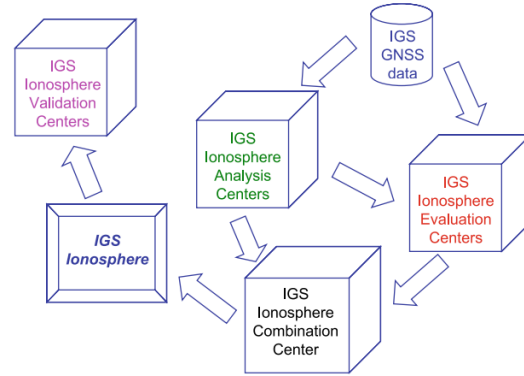 IGS
Ionosphere
Validation
Centers
IGS
GNSS
data
IGS
Ionosphere
Analysis
Centers
IGS
Ionosphere
Evaluation
Centers
IGS
Ionosphere
IGS
Ionosphere
Combination
Center